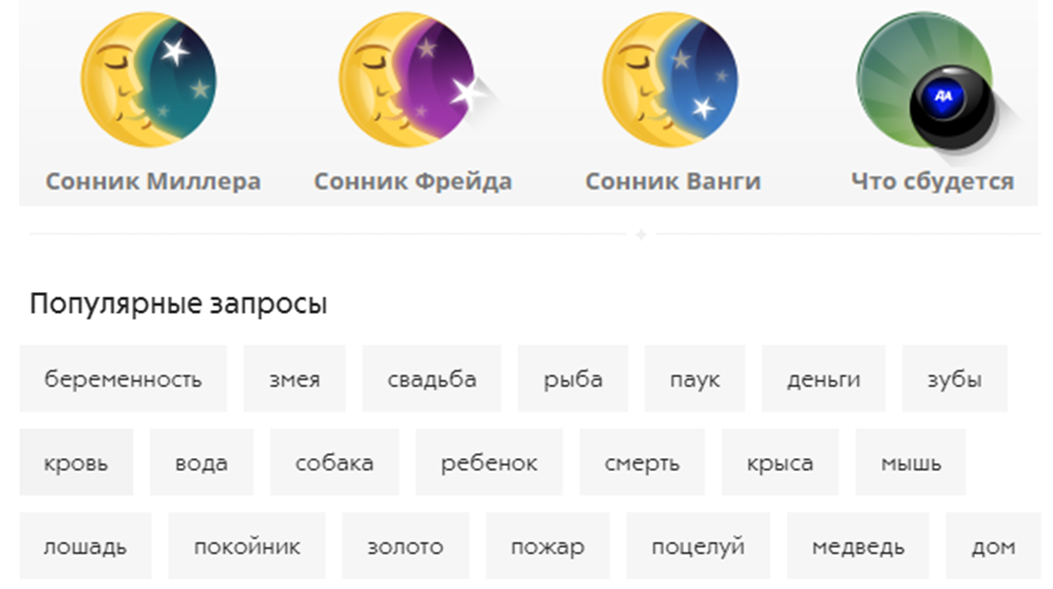 ДА
Сонник Миллера Сонник Фрейда Сонник Ванги Что сбудется
Популярные запросы
беременность змея свадьба рыба паук деньги зубы
кровь вода собака ребенок смерть крыса мышь
лошадь покойник золото пожар поцелуй медведь дом